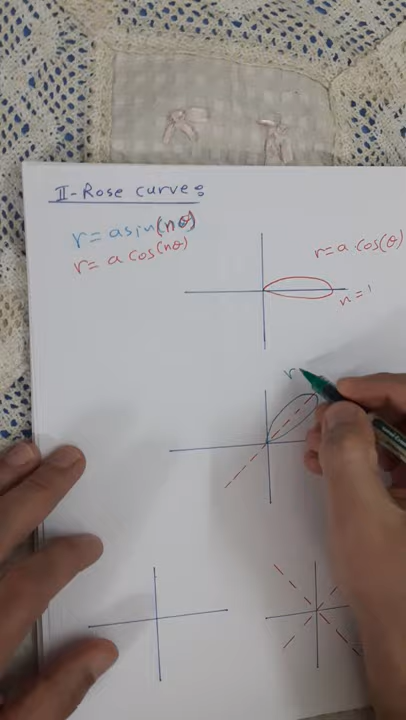 II-Rose curve:
r = a sin(nθ)
r = a cos(nθ)
r = a cos(θ)
n = 1
r